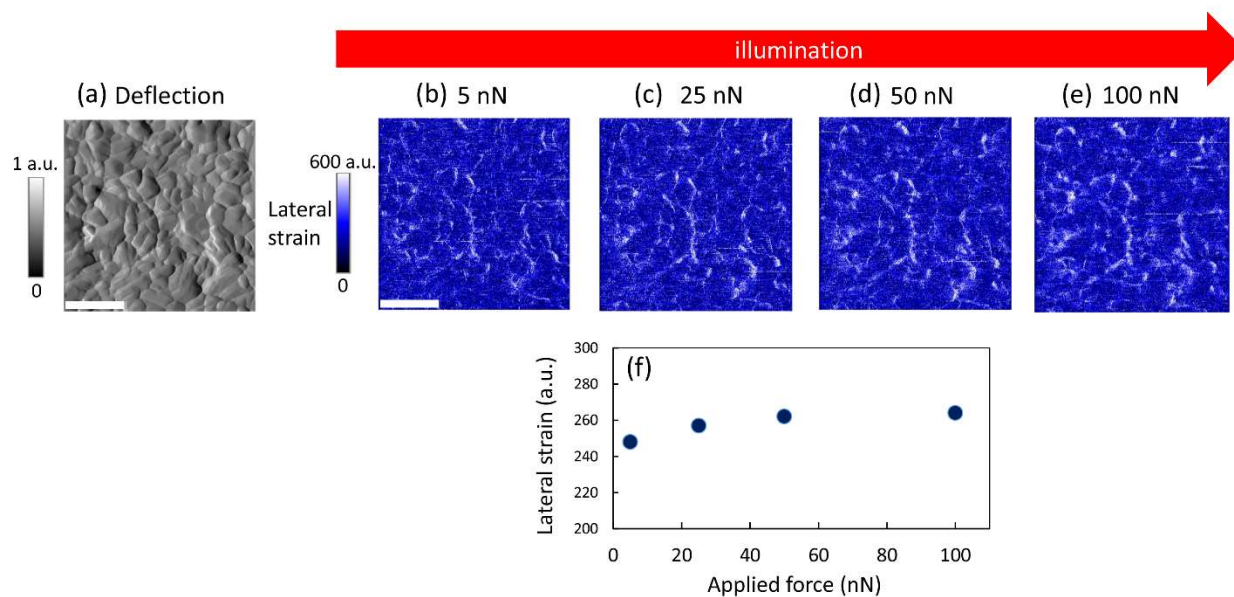 illumination
(a) Deflection
(b) 5 nN
(c) 25 nN
(d) 50 nN
(e) 100 nN
1 a.u.
0
600 a.u.
Lateral
strain
0
(f)
300
280
260
240
220
200
Lateral strain (a.u.)
0 20 40 60 80 100
Applied force (nN)